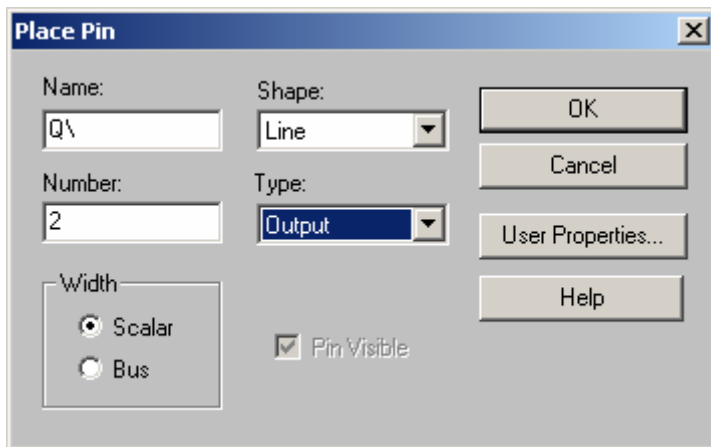 Place Pin
Name:
Q\
Shape:
Line
OK
Cancel
Number:
2
Type:
Output
User Properties...
Width
Scalar
Bus
Pin Visible
Help